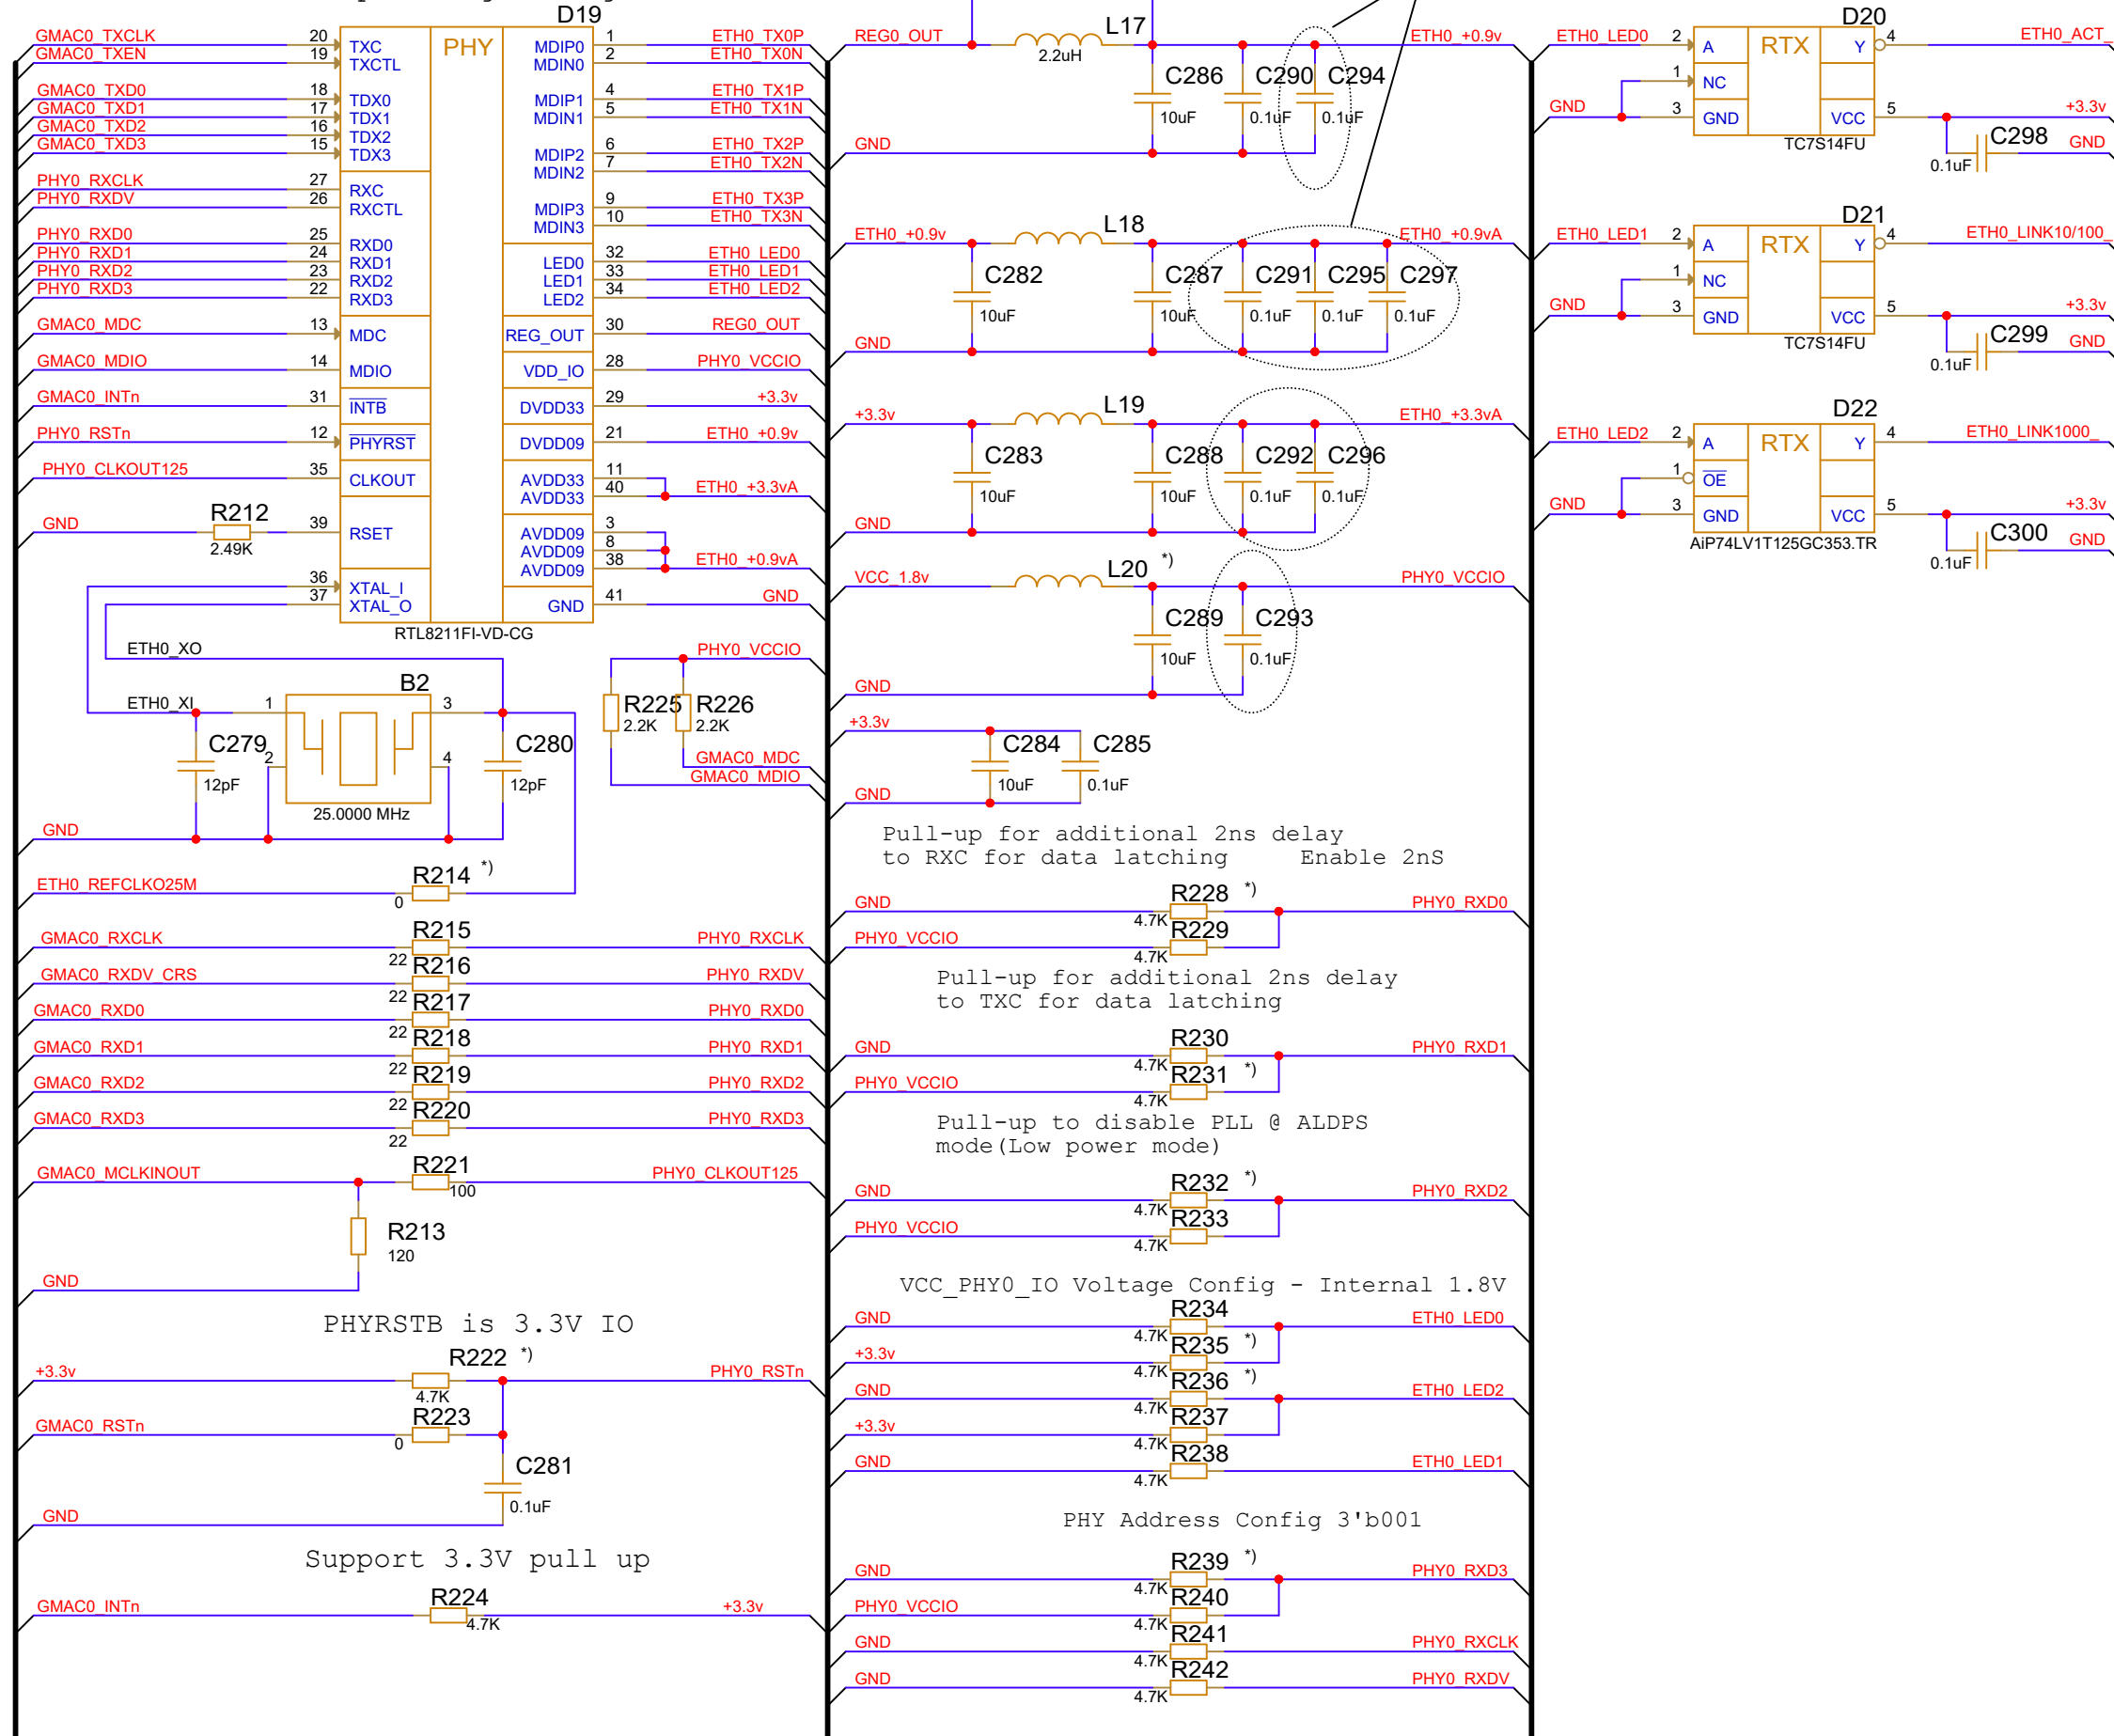 D19
PHY
GMAC0_TXCLK 20 TXC
GMAC0_TXEN 19 TXCTL
GMAC0_TXD0 18 TDX0
GMAC0_TXD1 17 TDX1
GMAC0_TXD2 16 TDX2
GMAC0_TXD3 15 TDX3
PHY0_RXCLK 27 RXC
PHY0_RXDV 26 RXCTL
PHY0_RXD0 25 RXD0
PHY0_RXD1 24 RXD1
PHY0_RXD2 23 RXD2
PHY0_RXD3 22 RXD3
GMAC0_MDC 13 MDC
GMAC0_MDIO 14 MDIO
GMAC0_INTn 31 INTB
PHY0_RSTn 12 PHYRST
PHY0_CLKOUT125 35 CLKOUT
GND R212 2.49K 39 RSET
36 XTAL_I
37 XTAL_O
MDIP0 1 ETH0_TX0P
MDIN0 2 ETH0_TX0N
MDIP1 4 ETH0_TX1P
MDIN1 5 ETH0_TX1N
MDIP2 6 ETH0_TX2P
MDIN2 7 ETH0_TX2N
MDIP3 9 ETH0_TX3P
MDIN3 10 ETH0_TX3N
LED0 32 ETH0_LED0
LED1 33 ETH0_LED1
LED2 34 ETH0_LED2
REG_OUT 30 REG0_OUT
VDD_IO 28 PHY0_VCCIO
DVDD33 29 +3.3v
DVDD09 21 ETH0_+0.9v
AVDD33 11
AVDD33 40 ETH0_+3.3vA
AVDD09 3
AVDD09 8
AVDD09 38 ETH0_+0.9vA
GND 41 GND
RTL8211FI-VD-CG
ETH0_XO
ETH0_XI 1 B2 3
C279 2 4 C280
12pF 12pF
25.0000 MHz
GND
PHY0_VCCIO
R225 R226
2.2K 2.2K
GMAC0_MDC
GMAC0_MDIO
ETH0_REFCLKO25M 0 R214 *)
GMAC0_RXCLK 22 R215 PHY0_RXCLK
GMAC0_RXDV_CRS 22 R216 PHY0_RXDV
GMAC0_RXD0 22 R217 PHY0_RXD0
GMAC0_RXD1 22 R218 PHY0_RXD1
GMAC0_RXD2 22 R219 PHY0_RXD2
GMAC0_RXD3 22 R220 PHY0_RXD3
GMAC0_MCLKINOUT R221 100 PHY0_CLKOUT125
R213
120
GND
PHYRSTB is 3.3V IO
+3.3v R222 *) 4.7K PHY0_RSTn
GMAC0_RSTn 0 R223
C281
0.1uF
GND
Support 3.3V pull up
GMAC0_INTn R224 4.7K +3.3v
REG0_OUT L17 2.2uH ETH0_+0.9v
C286 C290 C294
10uF 0.1uF 0.1uF
GND
ETH0_+0.9v L18 ETH0_+0.9vA
C282 C287 C291 C295 C297
10uF 10uF 0.1uF 0.1uF 0.1uF
GND
+3.3v L19 ETH0_+3.3vA
C283 C288 C292 C296
10uF 10uF 0.1uF 0.1uF
GND
VCC_1.8v L20 *) PHY0_VCCIO
C289 C293
10uF 0.1uF
GND
+3.3v
C284 C285
10uF 0.1uF
GND
Pull-up for additional 2ns delay
to RXC for data latching Enable 2nS
GND 4.7K R228 *) PHY0_RXD0
PHY0_VCCIO 4.7K R229
Pull-up for additional 2ns delay
to TXC for data latching
GND 4.7K R230 PHY0_RXD1
PHY0_VCCIO 4.7K R231 *)
Pull-up to disable PLL @ ALDPS
mode(Low power mode)
GND 4.7K R232 *) PHY0_RXD2
PHY0_VCCIO 4.7K R233
VCC_PHY0_IO Voltage Config - Internal 1.8V
GND 4.7K R234 ETH0_LED0
+3.3v 4.7K R235 *)
GND 4.7K R236 *) ETH0_LED2
+3.3v 4.7K R237
GND 4.7K R238 ETH0_LED1
PHY Address Config 3'b001
GND 4.7K R239 *) PHY0_RXD3
PHY0_VCCIO 4.7K R240
GND 4.7K R241 PHY0_RXCLK
GND 4.7K R242 PHY0_RXDV
D20
ETH0_LED0 2 A RTX Y 4 ETH0_ACT_
1 NC
GND 3 GND VCC 5 +3.3v
TC7S14FU
C298 GND
0.1uF
D21
ETH0_LED1 2 A RTX Y 4 ETH0_LINK10/100_
1 NC
GND 3 GND VCC 5 +3.3v
TC7S14FU
C299 GND
0.1uF
D22
ETH0_LED2 2 A RTX Y 4 ETH0_LINK1000_
1 OE
GND 3 GND VCC 5 +3.3v
AiP74LV1T125GC353.TR
C300 GND
0.1uF